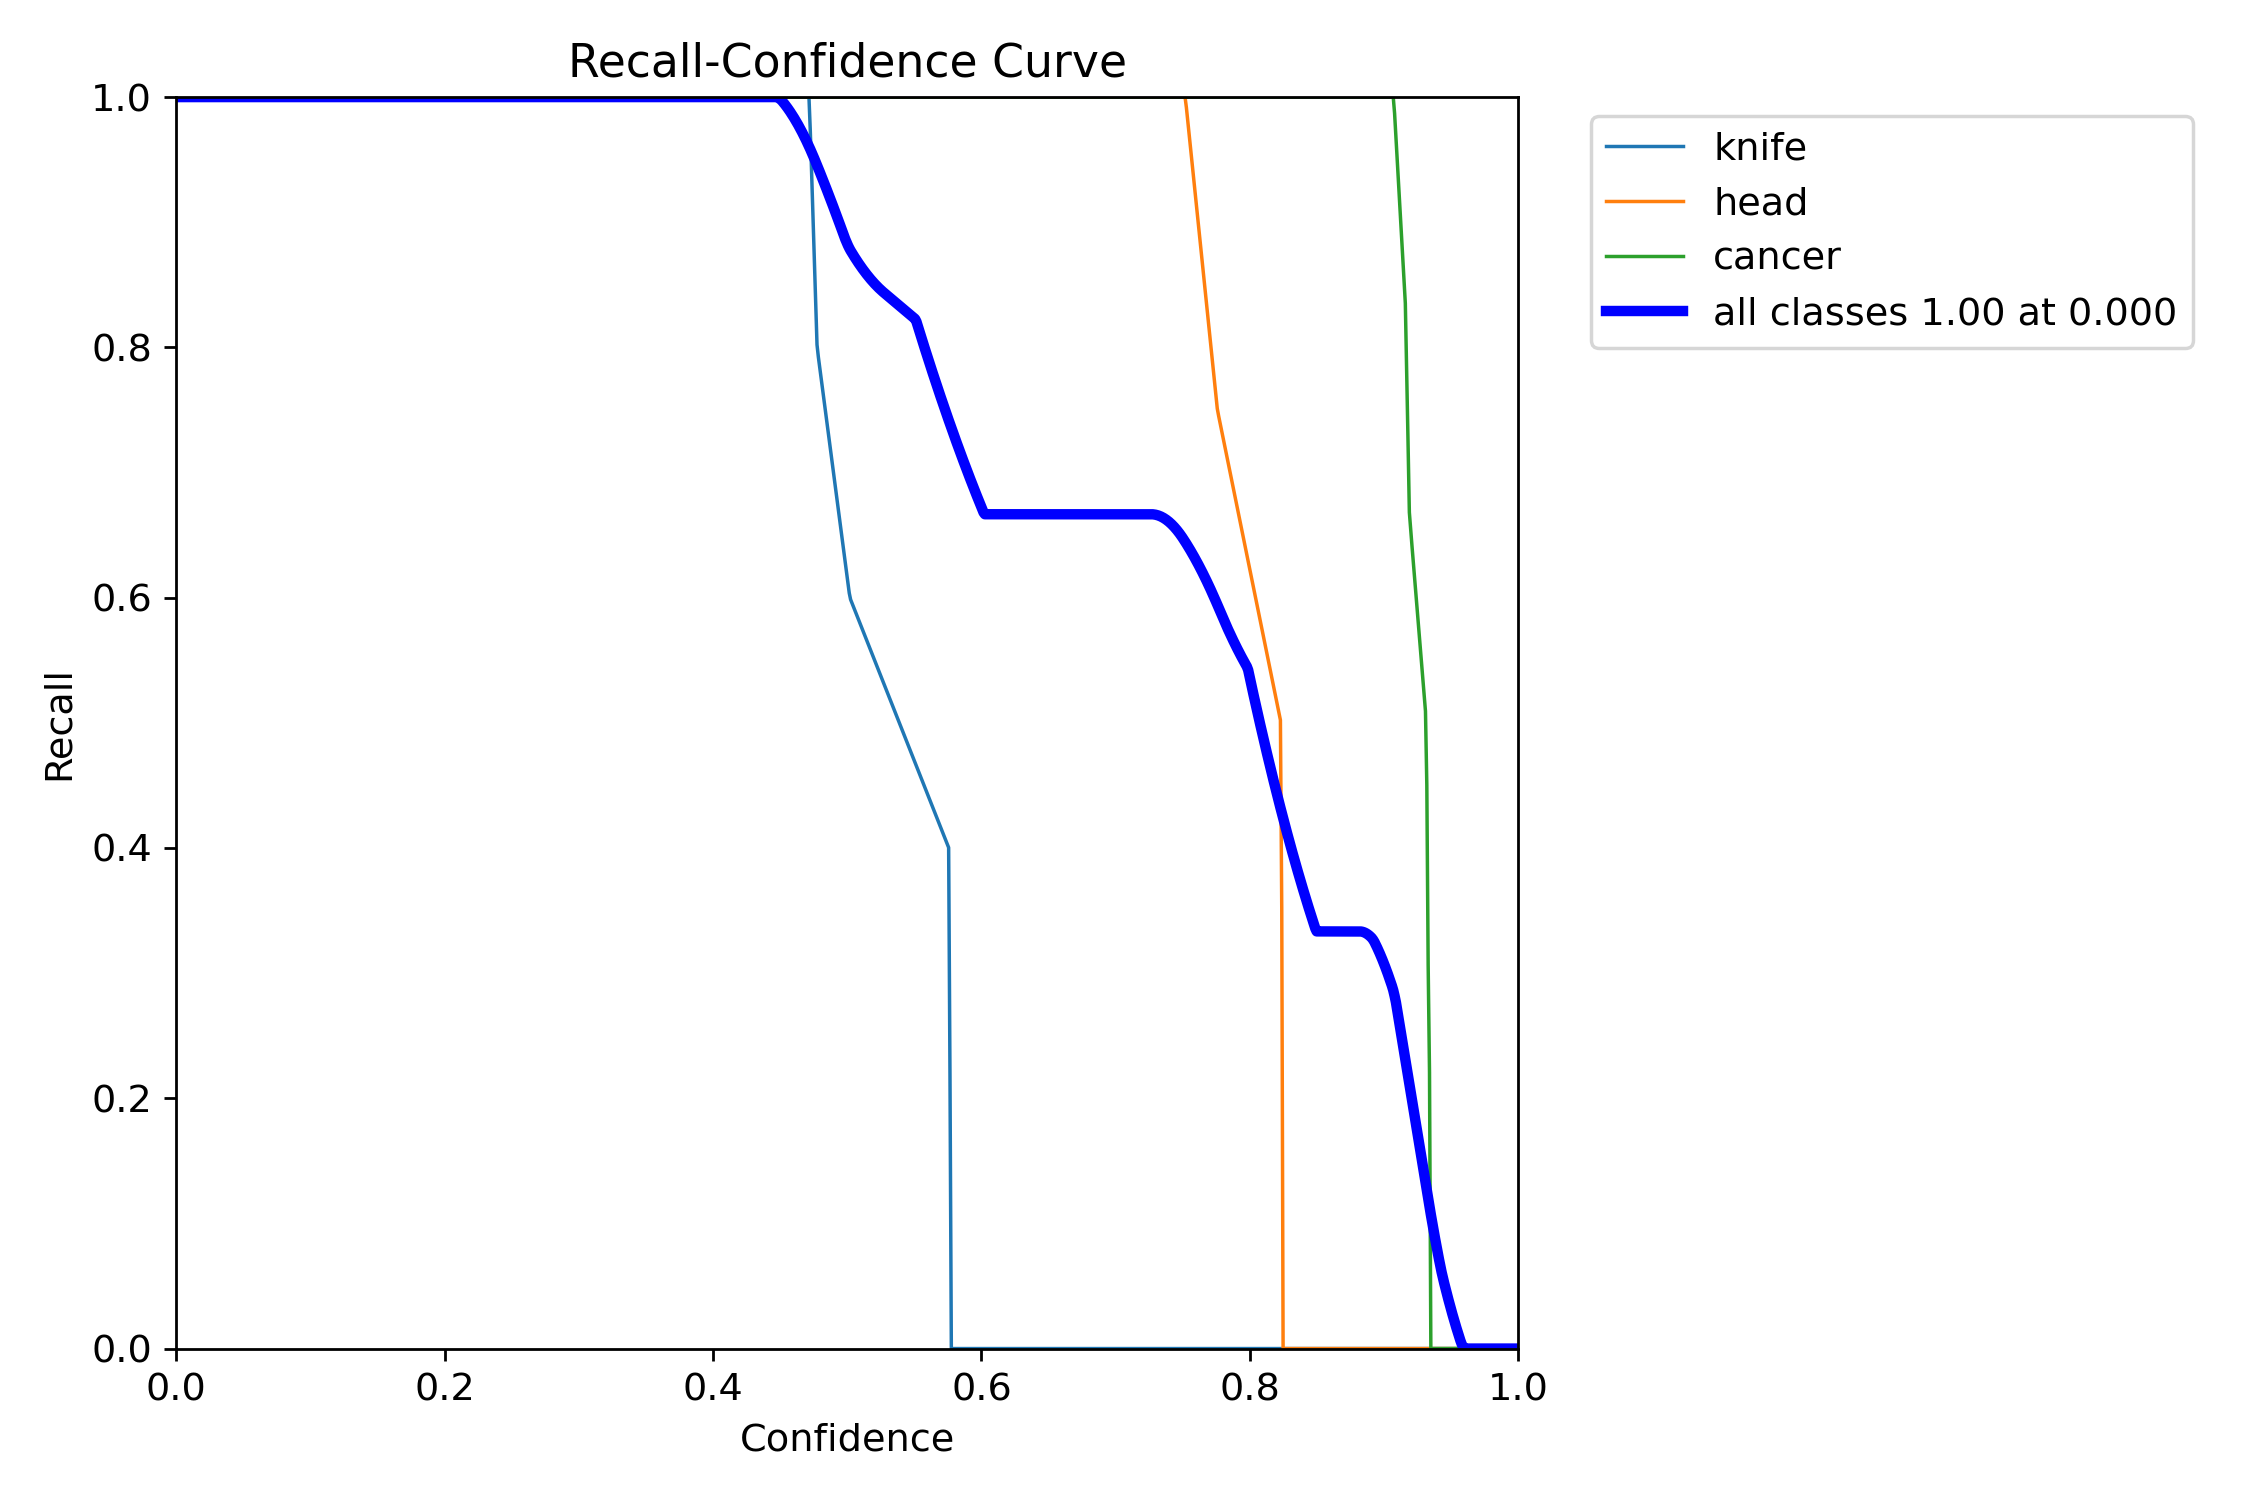 Recall-Confidence Curve
1.0
0.8
0.6
0.4
0.2
0.0
Recall
0.0 0.2 0.4 0.6 0.8 1.0
Confidence
knife
head
cancer
all classes 1.00 at 0.000